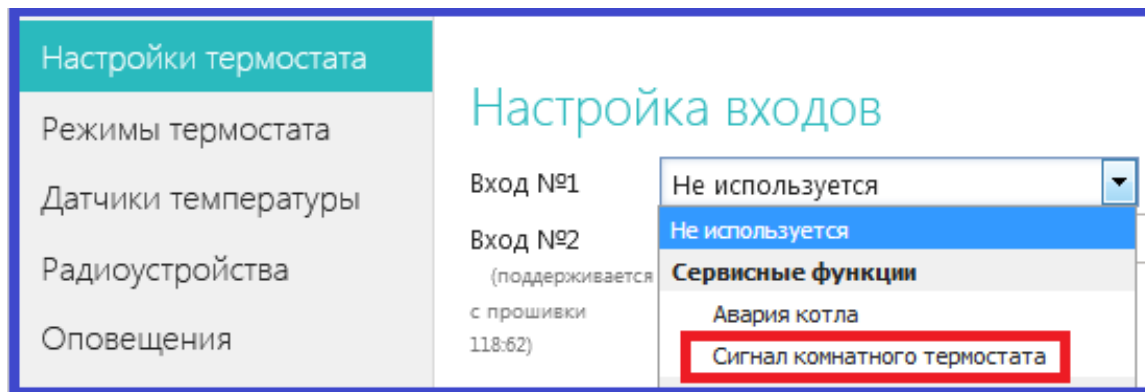 Настройки термостата
Режимы термостата
Датчики температуры
Радиоустройства
Оповещения
Настройка входов
Вход №1
Не используется
Вход №2
(поддерживается
с прошивки
118:62)
Не используется
Сервисные функции
Авария котла
Сигнал комнатного термостата